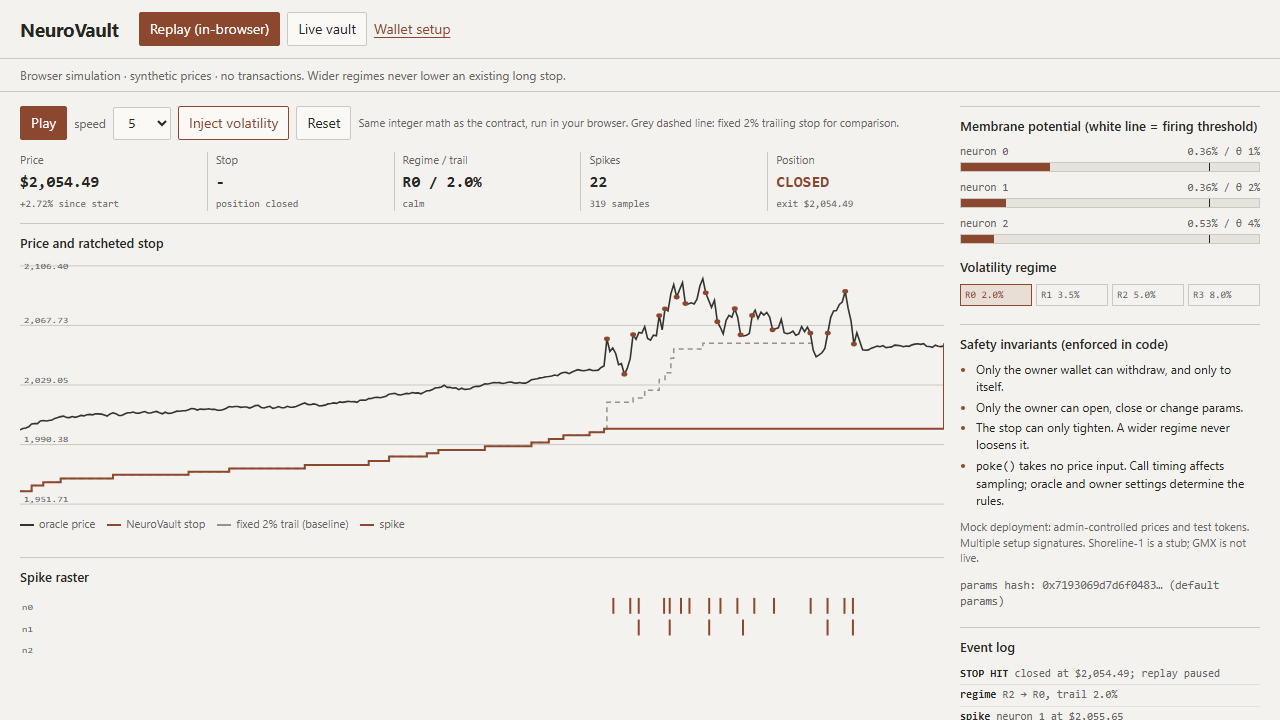 NeuroVault
Replay (in-browser)
Live vault
Wallet setup
Browser simulation · synthetic prices · no transactions. Wider regimes never lower an existing long stop.
Play
speed
5
Inject volatility
Reset
Same integer math as the contract, run in your browser. Grey dashed line: fixed 2% trailing stop for comparison.
Price
$2,054.49
+2.72% since start
Stop
-
position closed
Regime / trail
R0 / 2.0%
calm
Spikes
22
319 samples
Position
CLOSED
exit $2,054.49
Price and ratcheted stop
2,106.40
2,067.73
2,029.05
1,990.38
1,951.71
oracle price
NeuroVault stop
fixed 2% trail (baseline)
spike
Spike raster
n0
n1
n2
Membrane potential (white line = firing threshold)
neuron 0 0.36% / θ 1%
neuron 1 0.36% / θ 2%
neuron 2 0.53% / θ 4%
Volatility regime
R0 2.0%
R1 3.5%
R2 5.0%
R3 8.0%
Safety invariants (enforced in code)
• Only the owner wallet can withdraw, and only to
itself.
• Only the owner can open, close or change params.
• The stop can only tighten. A wider regime never
loosens it.
• poke() takes no price input. Call timing affects
sampling; oracle and owner settings determine the
rules.
Mock deployment: admin-controlled prices and test tokens.
Multiple setup signatures. Shoreline-1 is a stub; GMX is not
live.
params hash: 0x7193069d7d6f0483… (default
params)
Event log
STOP HIT closed at $2,054.49; replay paused
regime R2 → R0, trail 2.0%
spike neuron 1 at $2,055.65